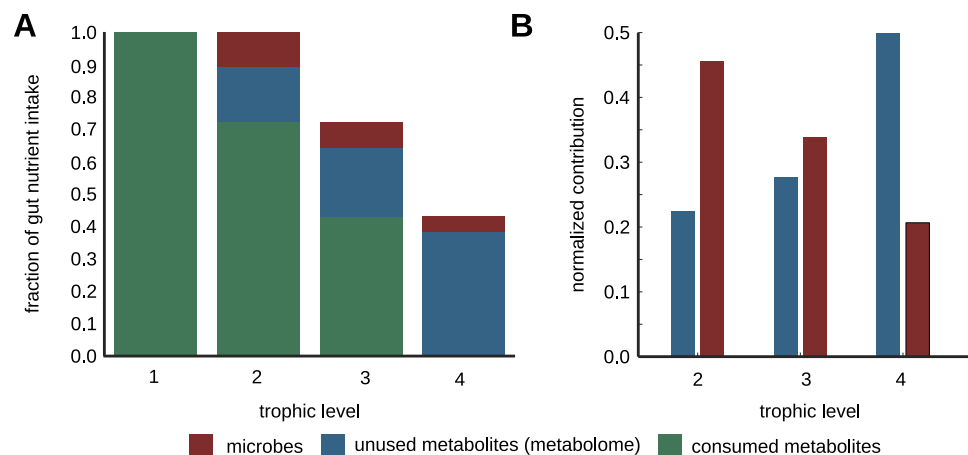 A
fraction of gut nutrient intake
1.0
0.9
0.8
0.7
0.6
0.5
0.4
0.3
0.2
0.1
0.0
1 2 3 4
trophic level
B
normalized contribution
0.5
0.4
0.3
0.2
0.1
0.0
2 3 4
trophic level
microbes unused metabolites (metabolome) consumed metabolites